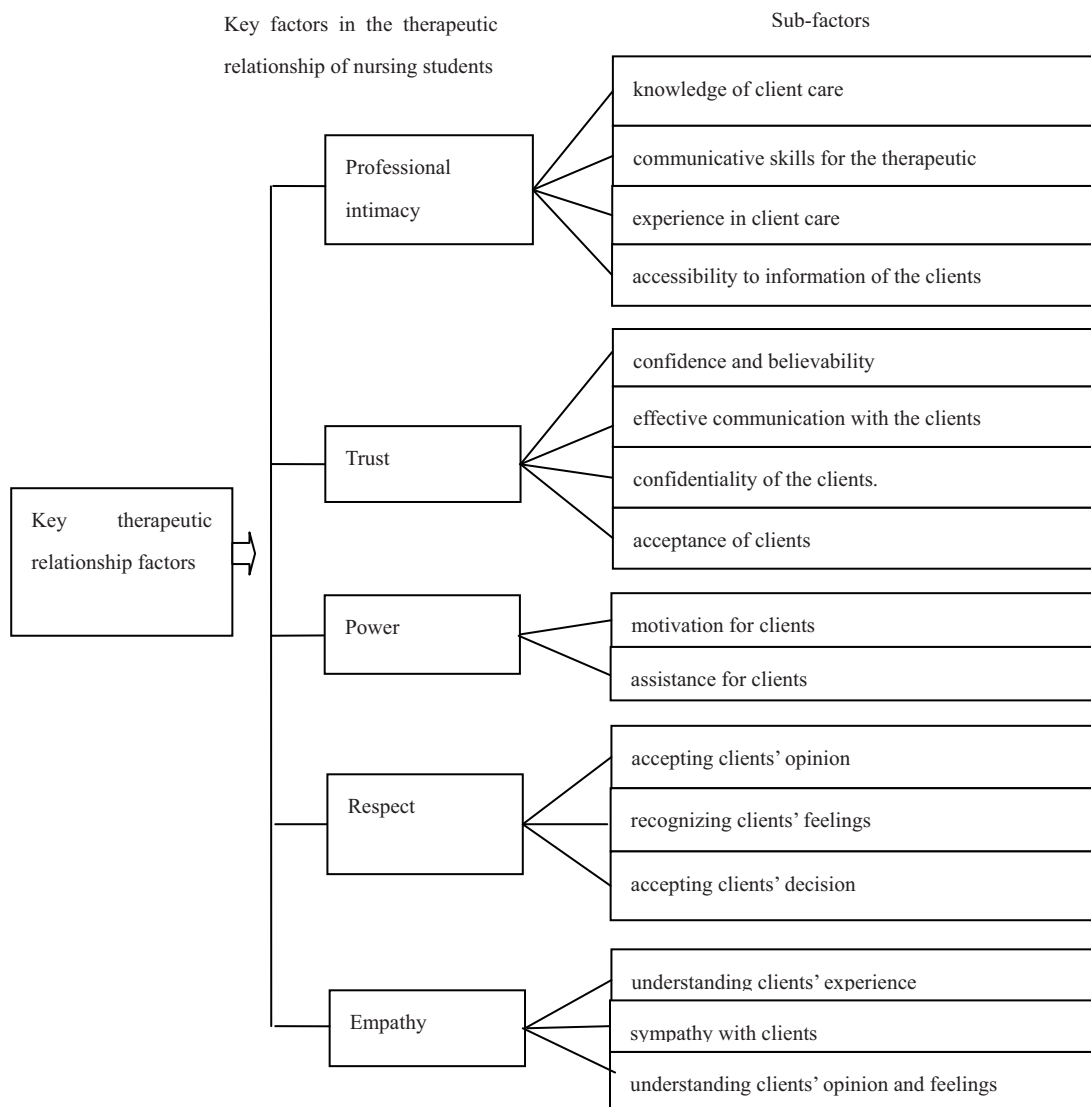 Key factors in the therapeutic
relationship of nursing students
Sub-factors
Key therapeutic
relationship factors
Professional
intimacy
knowledge of client care
communicative skills for the therapeutic
experience in client care
accessibility to information of the clients
Trust
confidence and believability
effective communication with the clients
confidentiality of the clients.
acceptance of clients
Power
motivation for clients
assistance for clients
Respect
accepting clients’ opinion
recognizing clients’ feelings
accepting clients’ decision
Empathy
understanding clients’ experience
sympathy with clients
understanding clients’ opinion and feelings